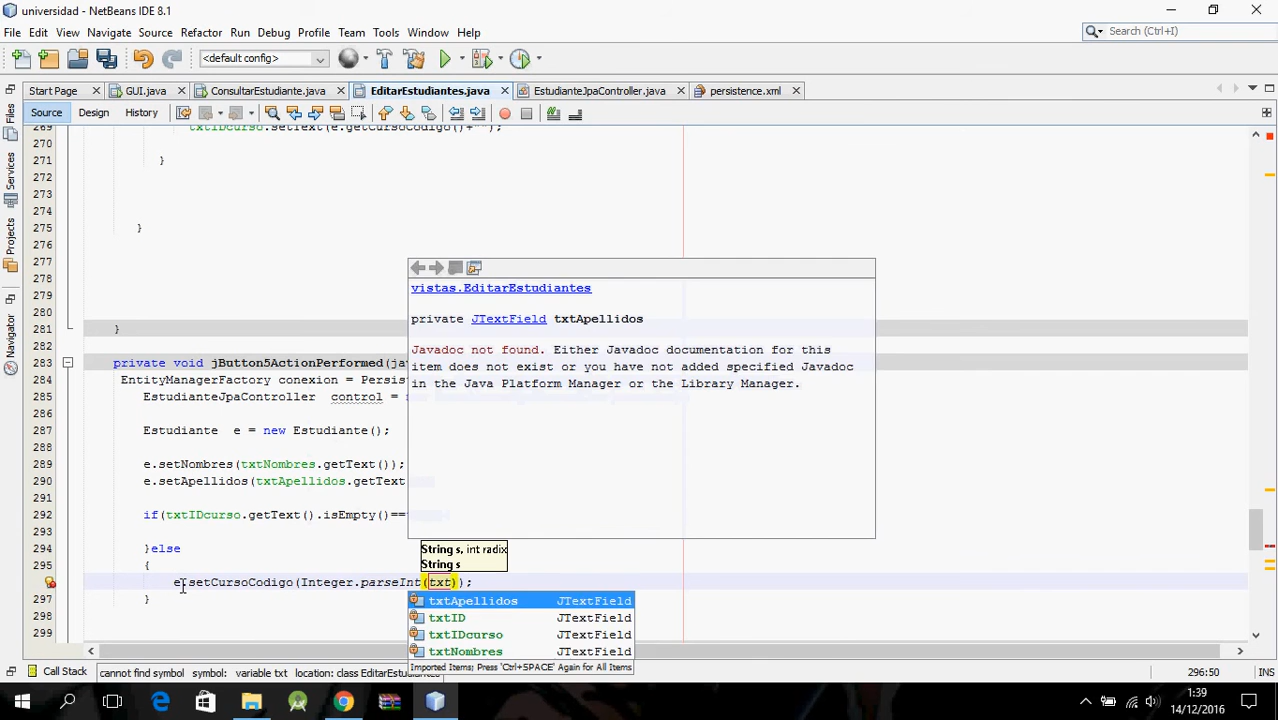 universidad - NetBeans IDE 8.1
File Edit View Navigate Source Refactor Run Debug Profile Team Tools Window Help
Search (Ctrl+I)
<default config>
Start Page GUI.java ConsultarEstudiante.java EditarEstudiantes.java EstudianteJpaController.java persistence.xml
Source Design History
Files
Services
Projects
Navigator
269 txtIDcurso.setText(e.getCursoCodigo()+"");
270
271 }
272
273
274
275 }
276
277
278
279
280
281 }
282
283 private void jButton5ActionPerformed(ja
284 EntityManagerFactory conexion = Persis
285 EstudianteJpaController control =
286
287 Estudiante e = new Estudiante();
288
289 e.setNombres(txtNombres.getText());
290 e.setApellidos(txtApellidos.getText
291
292 if(txtIDcurso.getText().isEmpty()==
293
294 }else
295 {
e.setCursoCodigo(Integer.parseInt(txt));
297 }
298
299
vistas.EditarEstudiantes
private JTextField txtApellidos
Javadoc not found. Either Javadoc documentation for this
item does not exist or you have not added specified Javadoc
in the Java Platform Manager or the Library Manager.
String s, int radix
String s
txtApellidos JTextField
txtID JTextField
txtIDcurso JTextField
txtNombres JTextField
Imported Items; Press 'Ctrl+SPACE' Again for All Items
Call Stack cannot find symbol symbol: variable txt location: class EditarEstudiantes 296:50 INS
1:39
14/12/2016